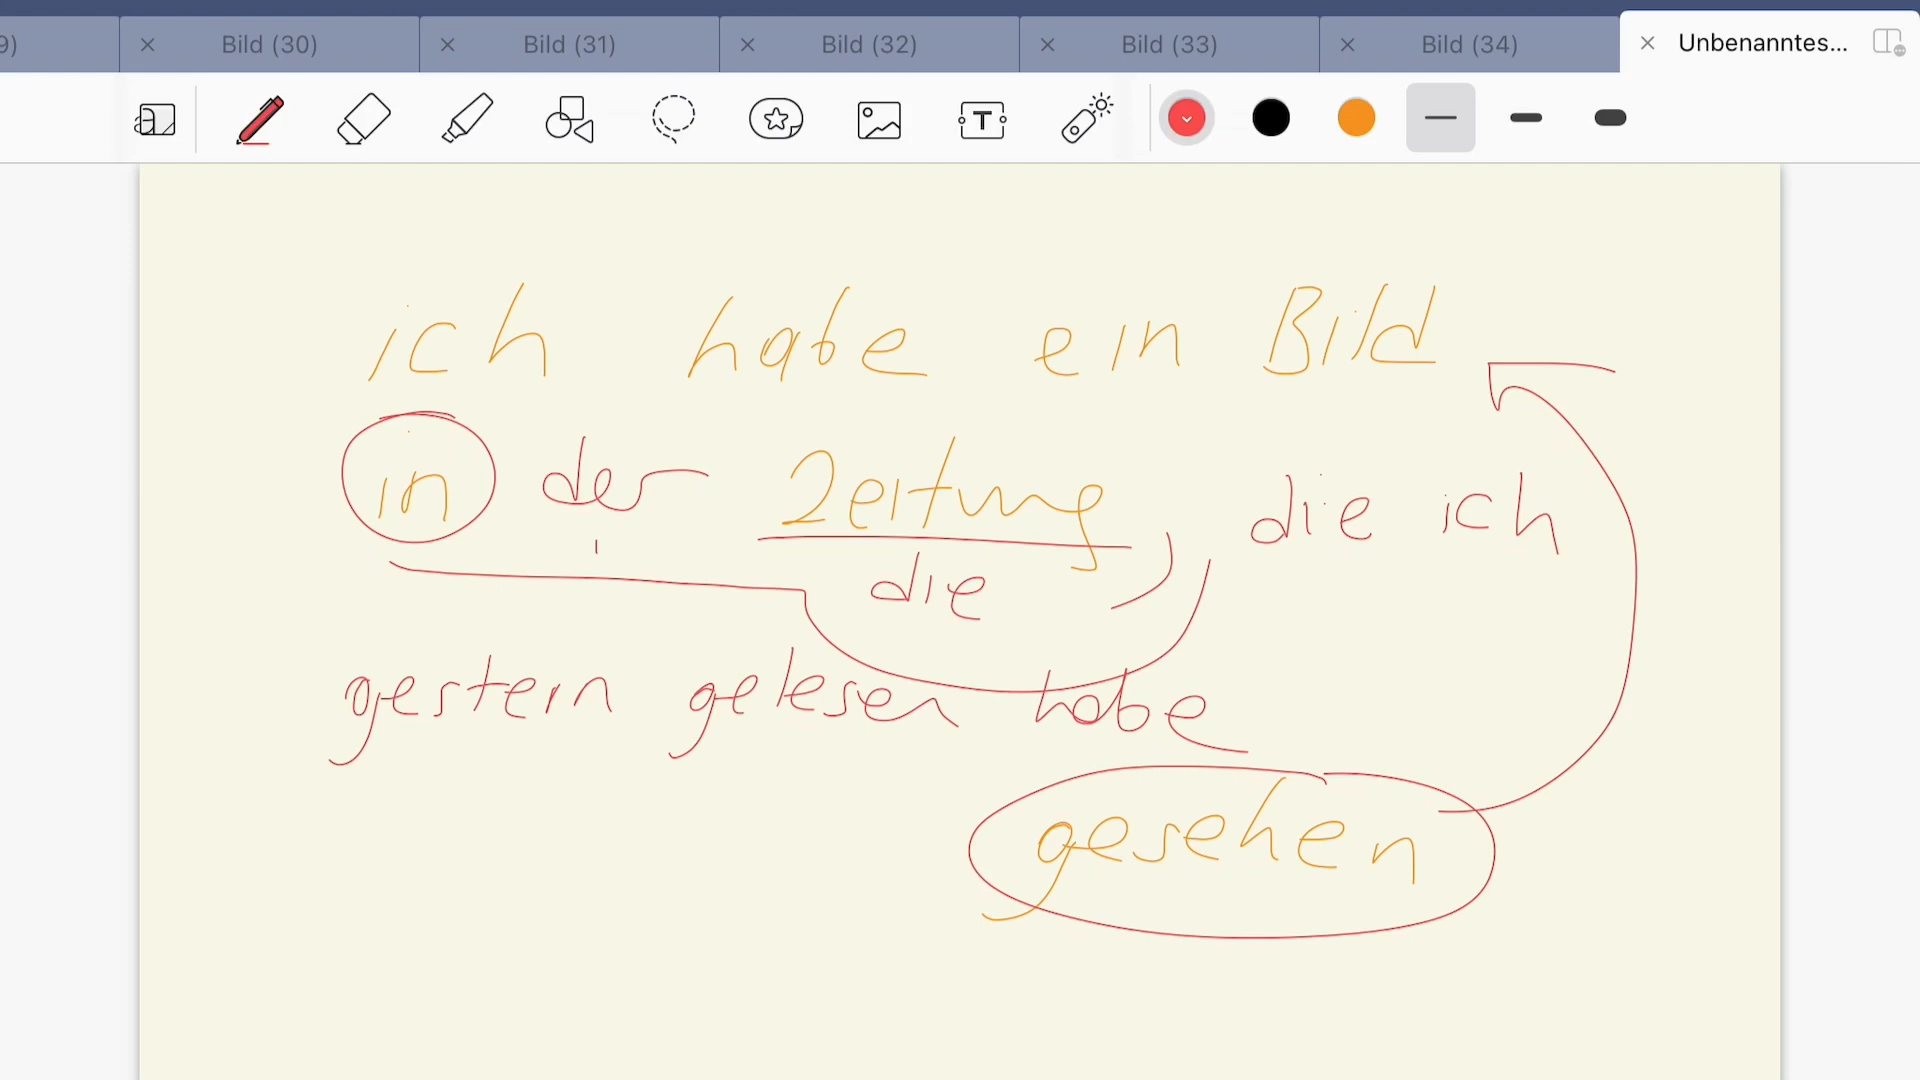 9)
Bild (30)
Bild (31)
Bild (32)
Bild (33)
Bild (34)
Unbenanntes...
ich habe ein Bild
in der Zeitung, die ich
die
gestern gelesen habe
gesehen